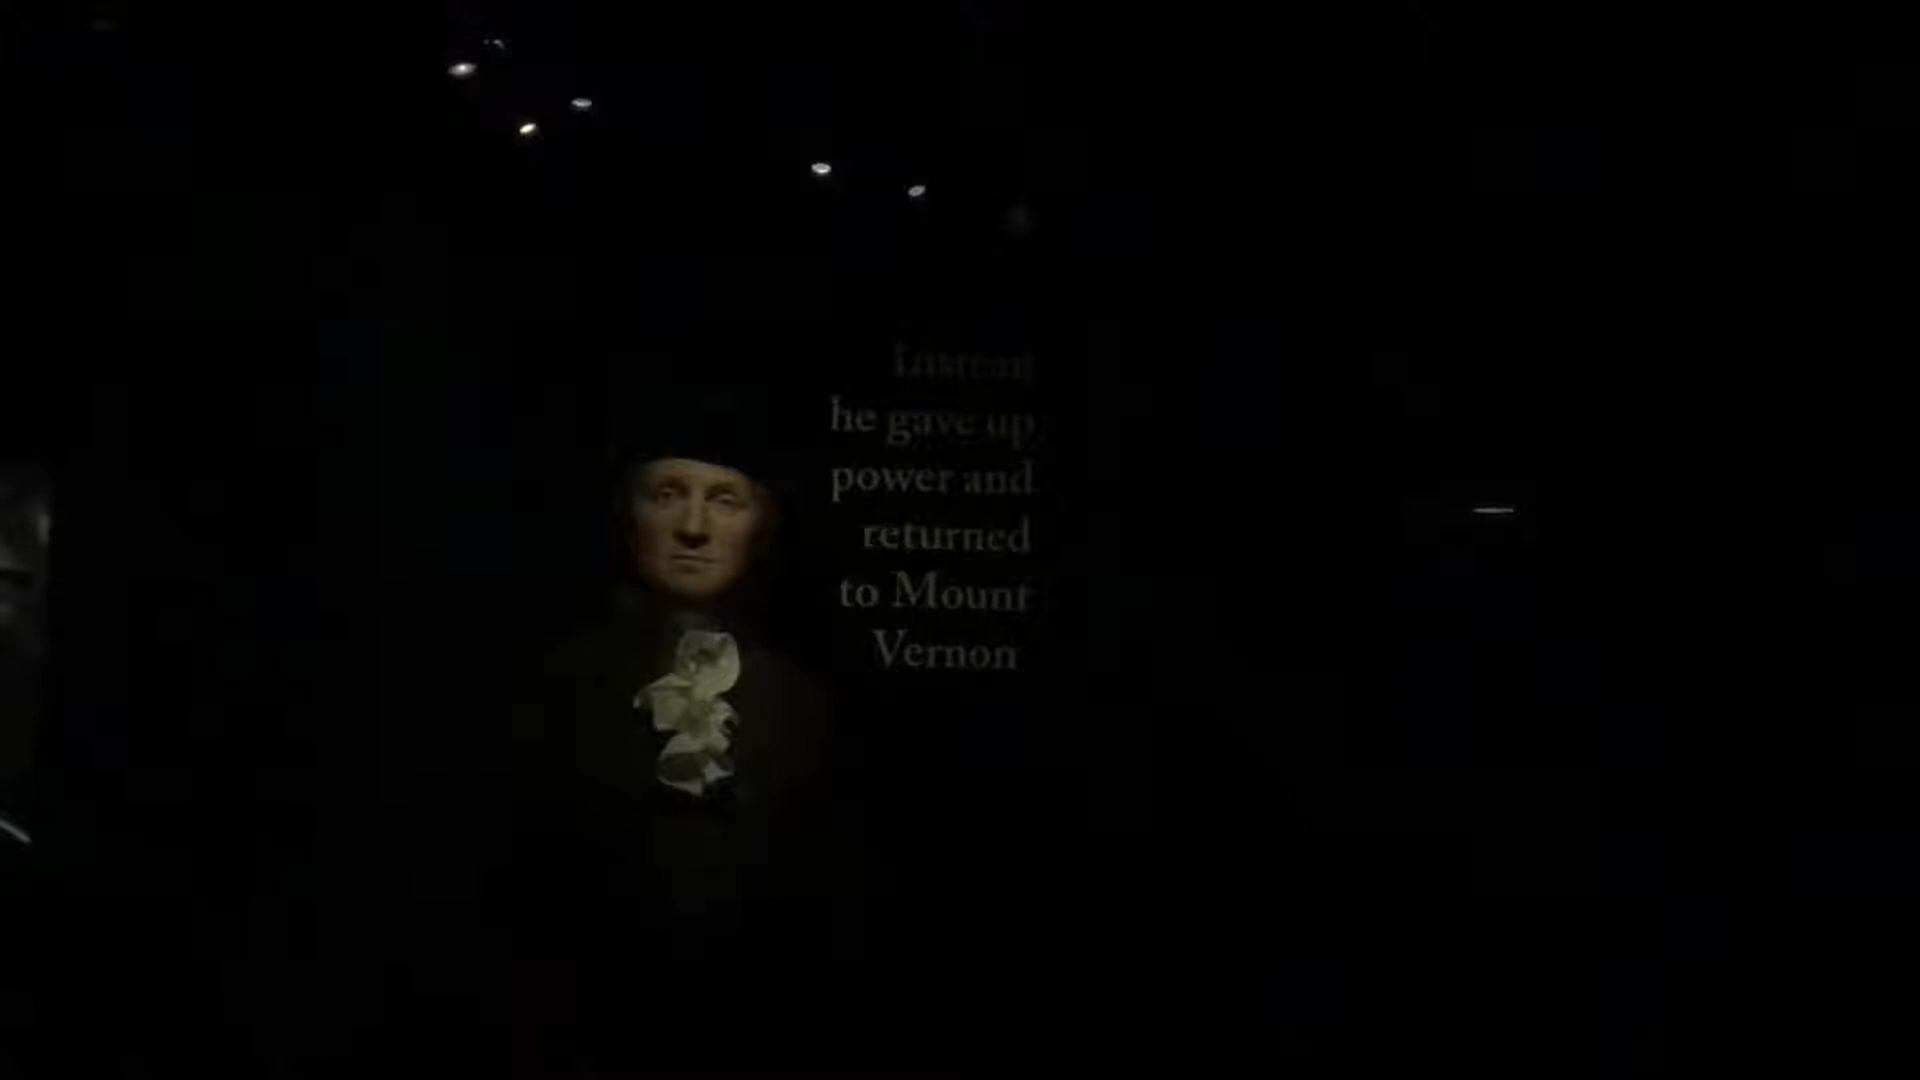 Instead
he gave up
power and
returned
to Mount
Vernon